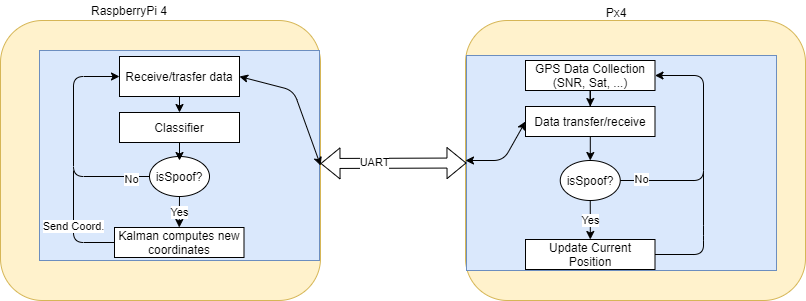 RaspberryPi 4
Receive/trasfer data
Classifier
isSpoof?
No
Yes
Send Coord.
Kalman computes new
coordinates
UART
Px4
GPS Data Collection
(SNR, Sat, ...)
Data transfer/receive
isSpoof?
No
Yes
Update Current
Position